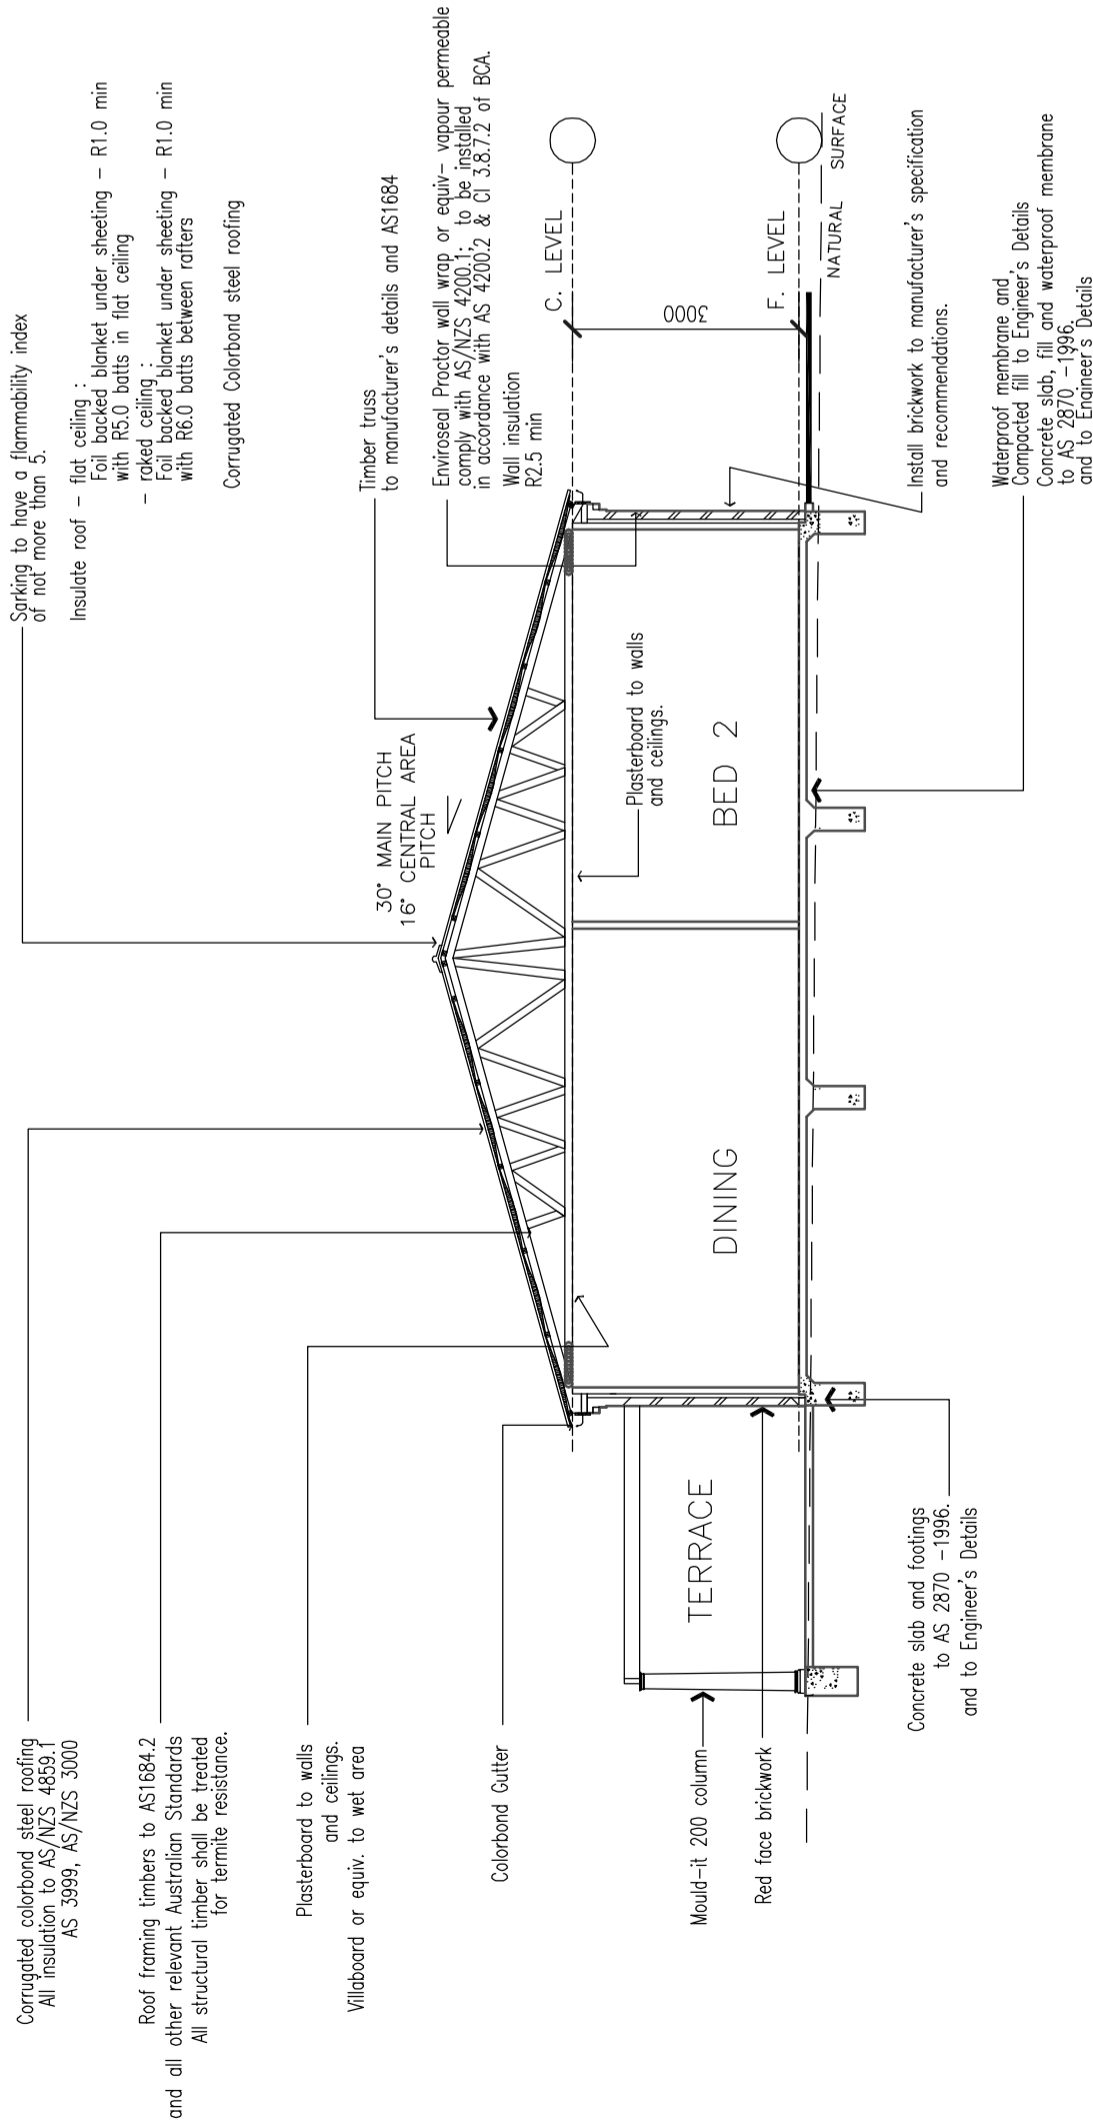 Corrugated colorbond steel roofing
All insulation to AS/NZS 4859.1
AS 3999, AS/NZS 3000
Roof framing timbers to AS1684.2
and all other relevant Australian Standards
All structural timber shall be treated
for termite resistance.
Plasterboard to walls
and ceilings.
Villaboard or equiv. to wet area
Colorbond Gutter
Mould-it 200 column
Red face brickwork
Concrete slab and footings
to AS 2870 -1996.
and to Engineer's Details
TERRACE
DINING
BED 2
Plasterboard to walls
and ceilings.
30° MAIN PITCH
16° CENTRAL AREA
PITCH
Sarking to have a flammability index
of not more than 5.
Insulate roof - flat ceiling :
Foil backed blanket under sheeting - R1.0 min
with R5.0 batts in flat ceiling
- raked ceiling :
Foil backed blanket under sheeting - R1.0 min
with R6.0 batts between rafters
Corrugated Colorbond steel roofing
Timber truss
to manufacturer's details and AS1684
Enviroseal Proctor wall wrap or equiv- vapour permeable
comply with AS/NZS 4200.1; to be installed
in accordance with AS 4200.2 & Cl 3.8.7.2 of BCA.
Wall insulation
R2.5 min
C. LEVEL
3000
F. LEVEL
NATURAL SURFACE
Install brickwork to manufacturer's specification
and recommendations.
Waterproof membrane and
Compacted fill to Engineer's Details
Concrete slab, fill and waterproof membrane
to AS 2870 -1996
and to Engineer's Details